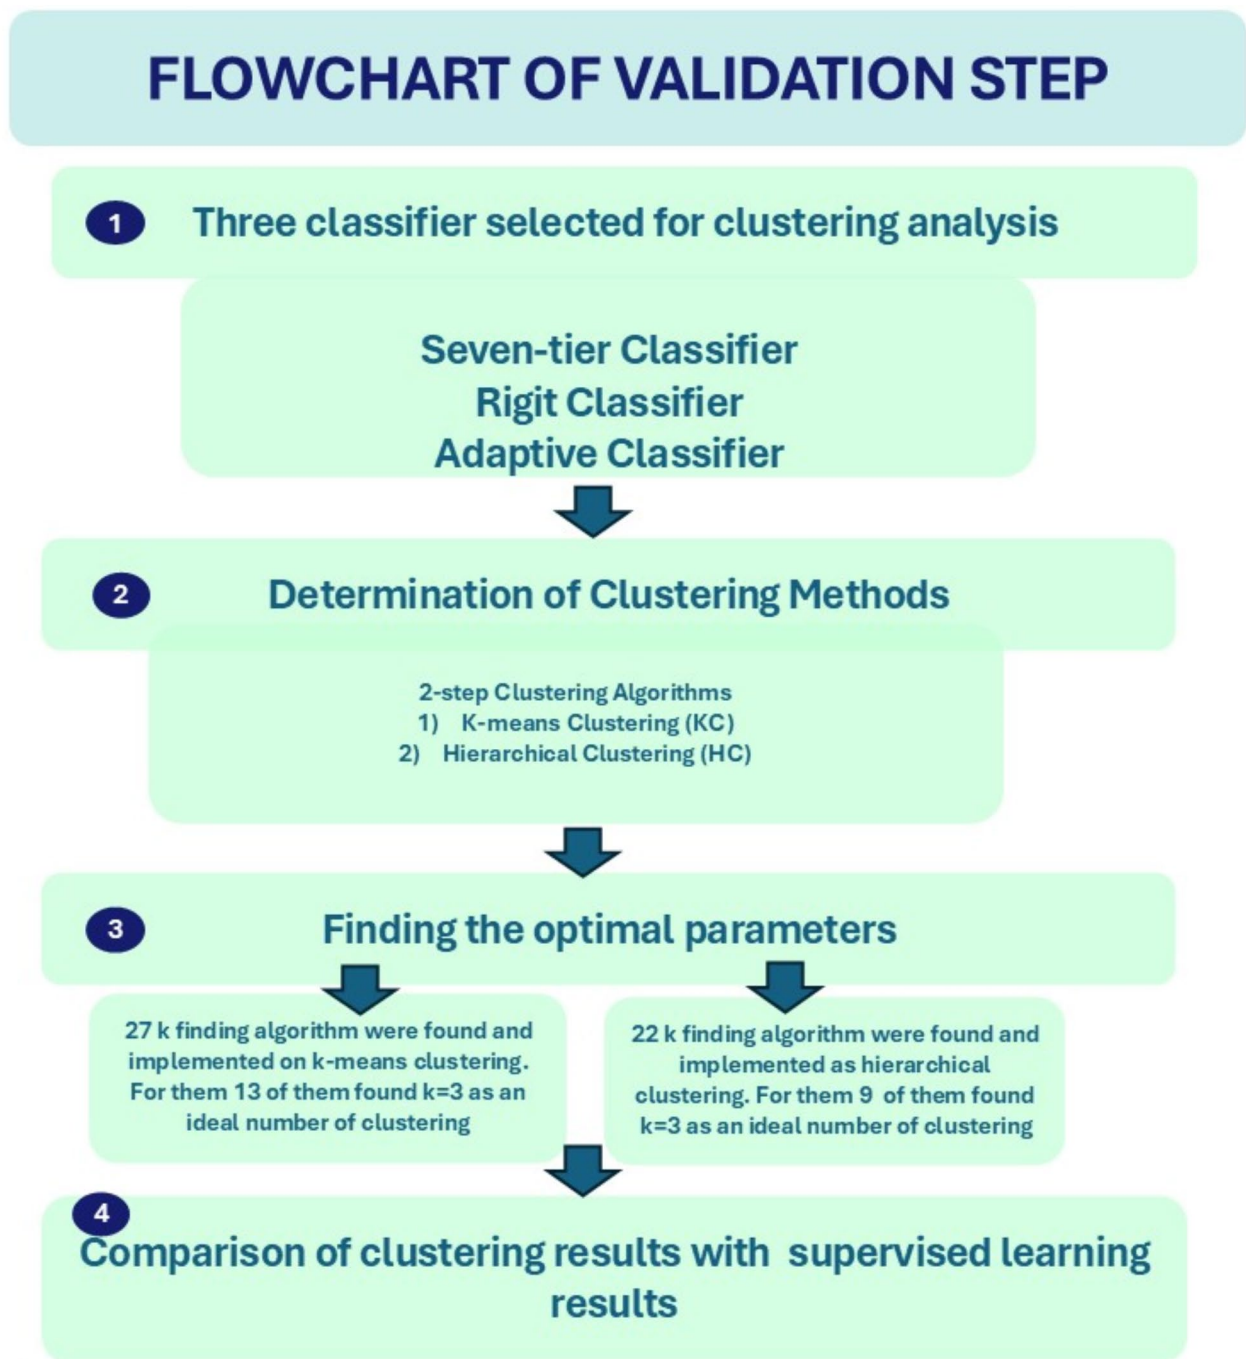 FLOWCHART OF VALIDATION STEP
1 Three classifier selected for clustering analysis
Seven-tier Classifier
Rigit Classifier
Adaptive Classifier
2 Determination of Clustering Methods
2-step Clustering Algorithms
1) K-means Clustering (KC)
2) Hierarchical Clustering (HC)
3 Finding the optimal parameters
27 k finding algorithm were found and
implemented on k-means clustering.
For them 13 of them found k=3 as an
ideal number of clustering
22 k finding algorithm were found and
implemented as hierarchical
clustering. For them 9 of them found
k=3 as an ideal number of clustering
4
Comparison of clustering results with supervised learning
results